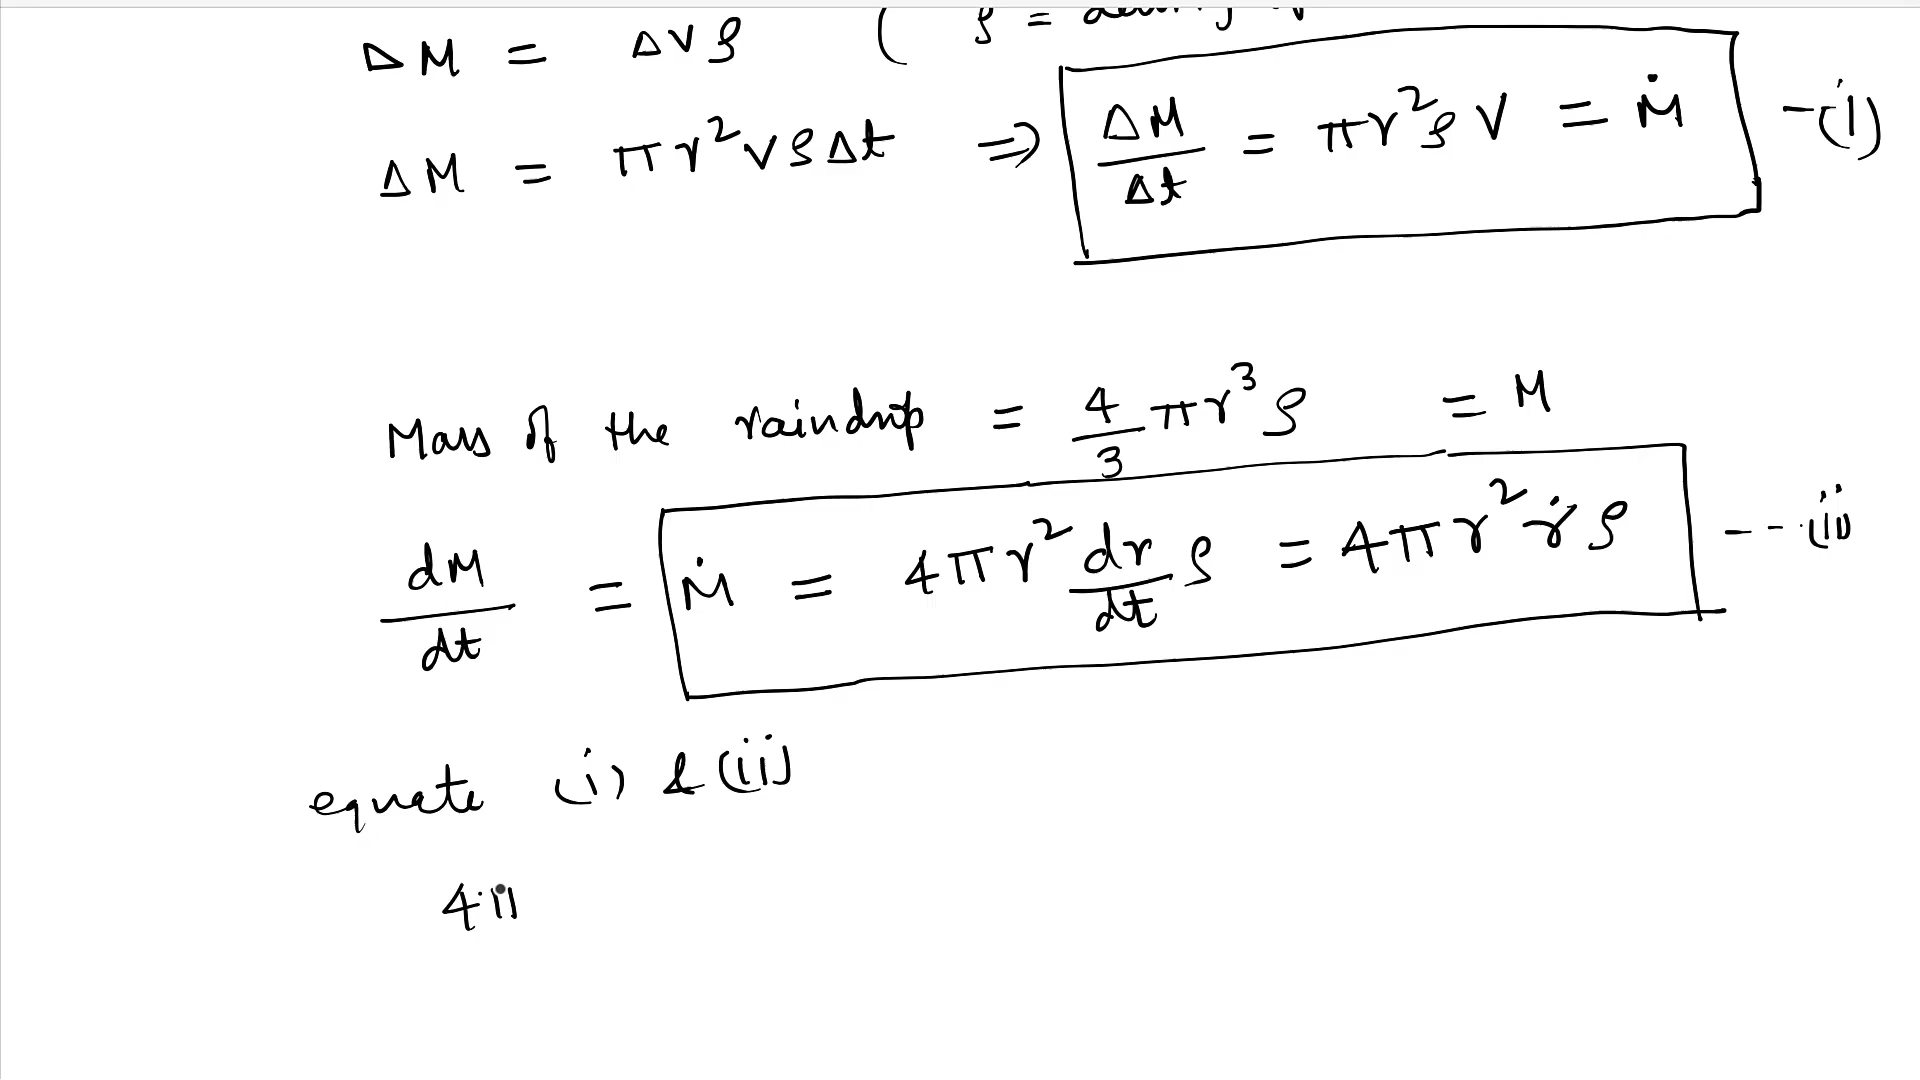 ΔM = ΔVρ ( ρ =
ΔM = πr²vρΔt ⇒ ΔM/Δt = πr²ρv = Ṁ -(i)
Mass of the raindrop = 4/3 πr³ρ = M
dM/dt = Ṁ = 4πr² dr/dt ρ = 4πr²ṙρ --(ii)
equate (i) & (ii)
4π